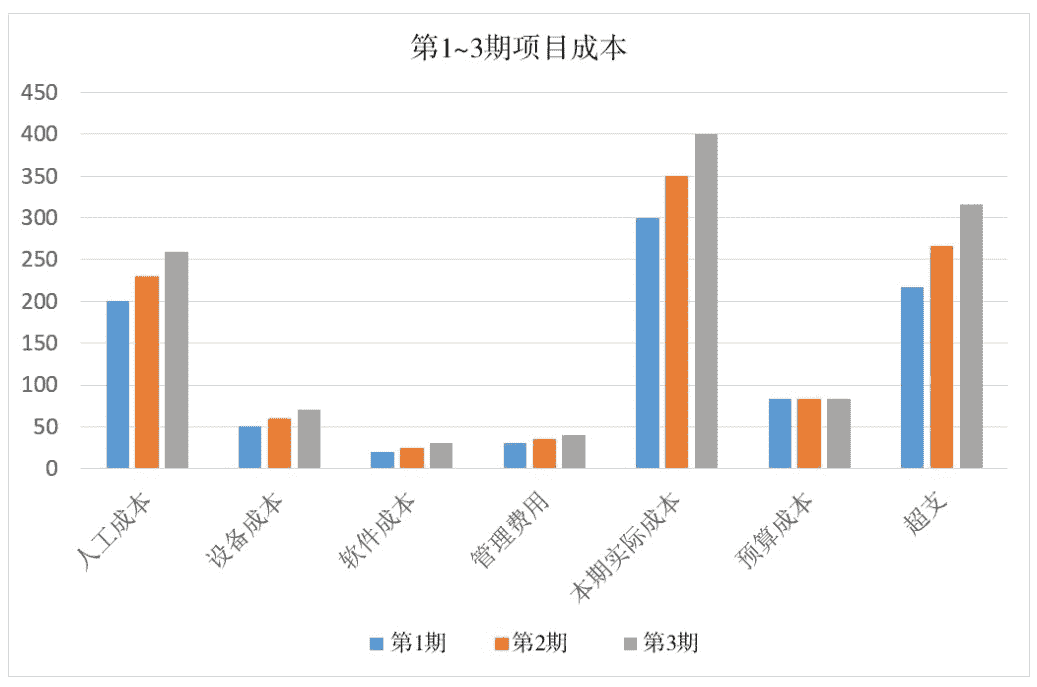 第1~3期项目成本
450
400
350
300
250
200
150
100
50
0
人工成本
设备成本
软件成本
管理费用
本期实际成本
预算成本
超支
第1期 第2期 第3期